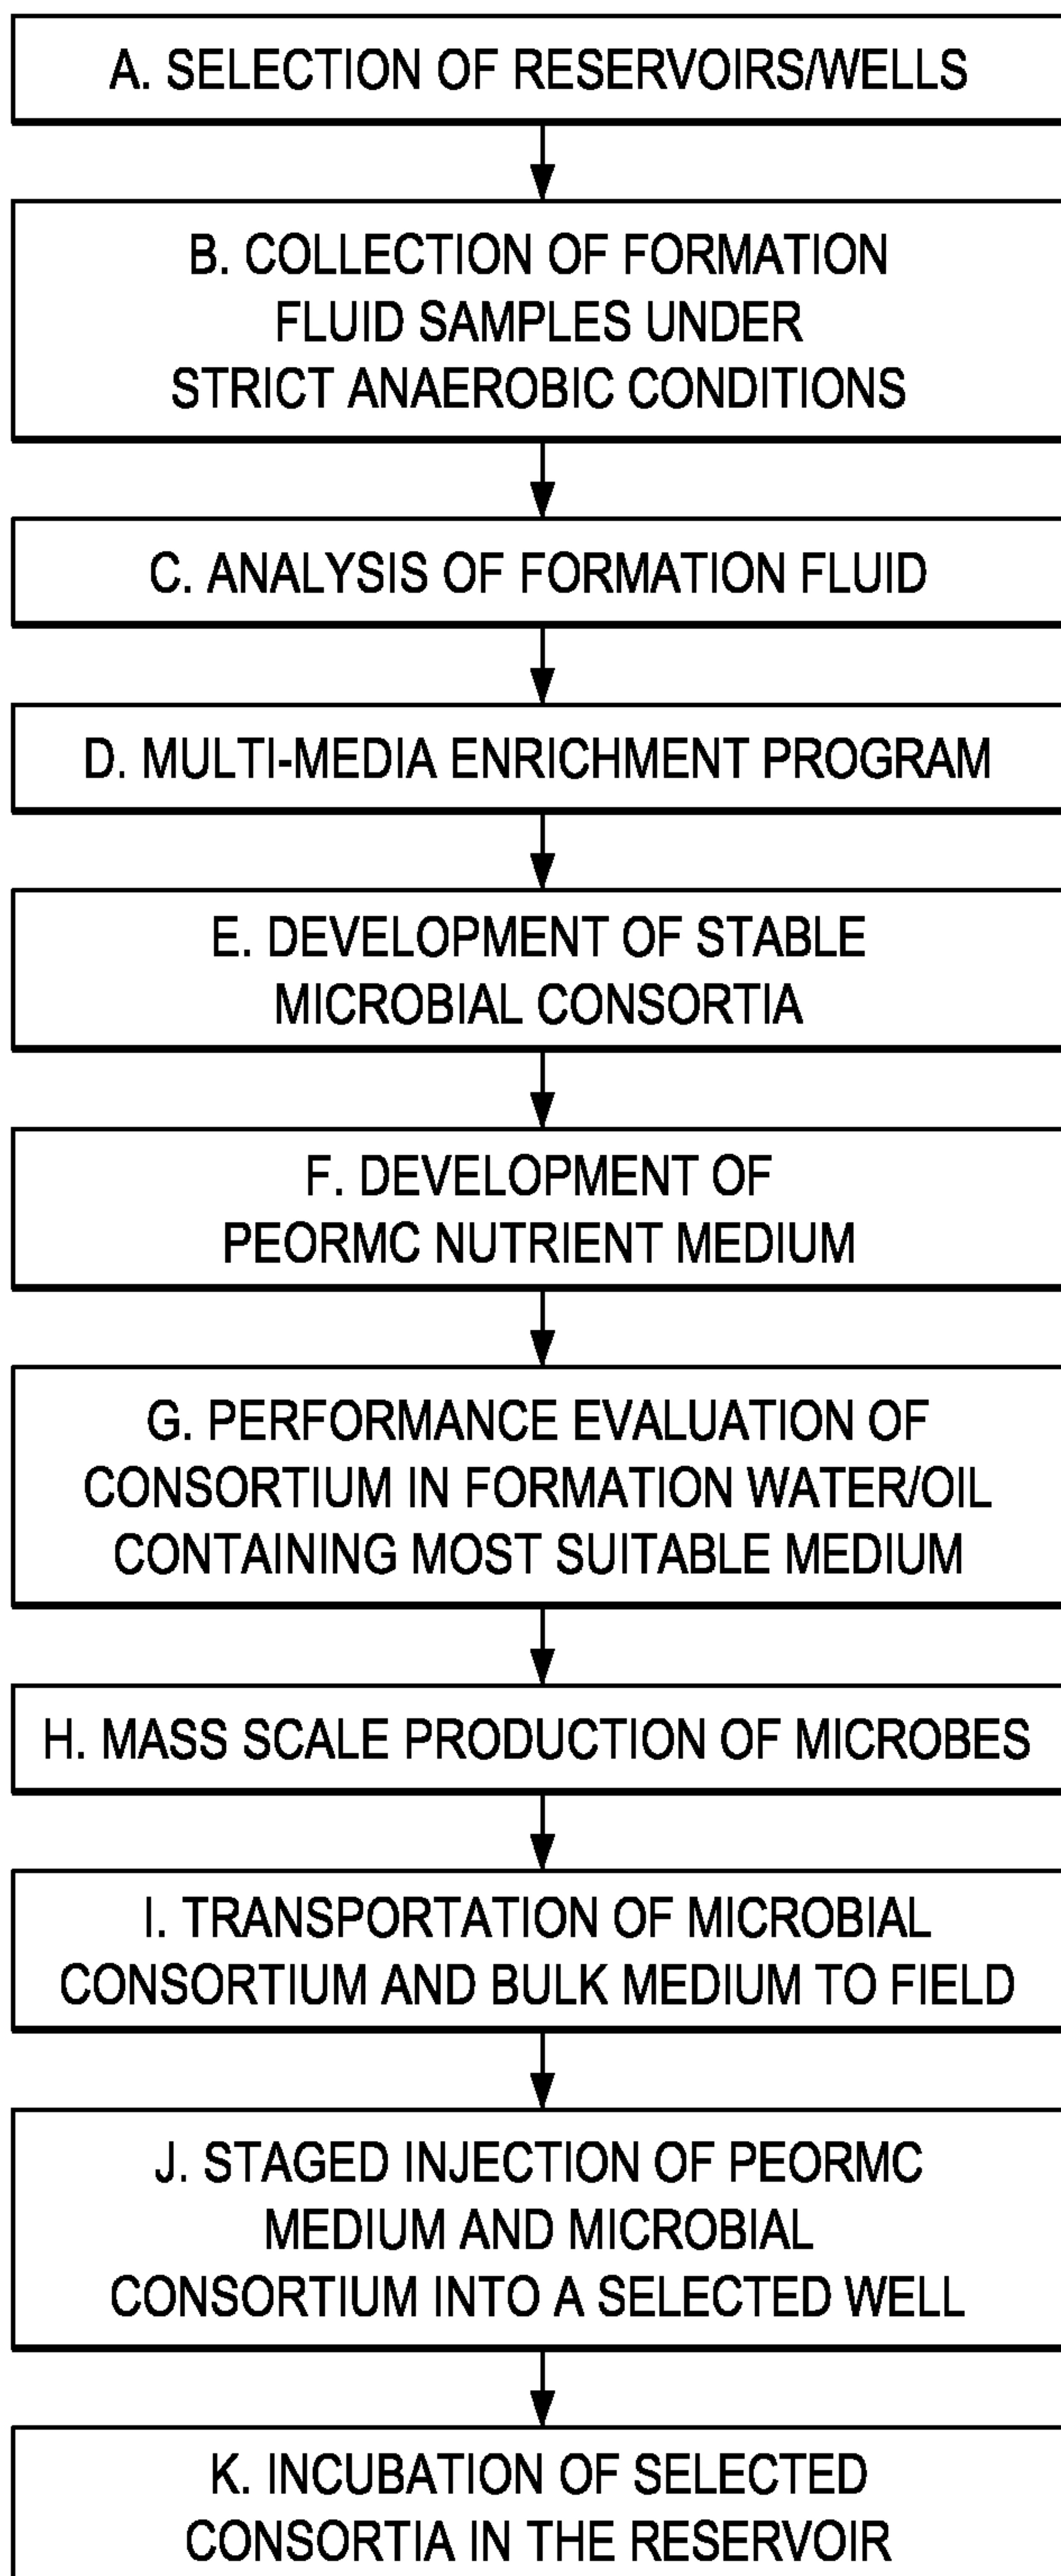 A. SELECTION OF RESERVOIRS/WELLS
B. COLLECTION OF FORMATION
FLUID SAMPLES UNDER
STRICT ANAEROBIC CONDITIONS
C. ANALYSIS OF FORMATION FLUID
D. MULTI-MEDIA ENRICHMENT PROGRAM
E. DEVELOPMENT OF STABLE
MICROBIAL CONSORTIA
F. DEVELOPMENT OF
PEORMC NUTRIENT MEDIUM
G. PERFORMANCE EVALUATION OF
CONSORTIUM IN FORMATION WATER/OIL
CONTAINING MOST SUITABLE MEDIUM
H. MASS SCALE PRODUCTION OF MICROBES
I. TRANSPORTATION OF MICROBIAL
CONSORTIUM AND BULK MEDIUM TO FIELD
J. STAGED INJECTION OF PEORMC
MEDIUM AND MICROBIAL
CONSORTIUM INTO A SELECTED WELL
K. INCUBATION OF SELECTED
CONSORTIA IN THE RESERVOIR